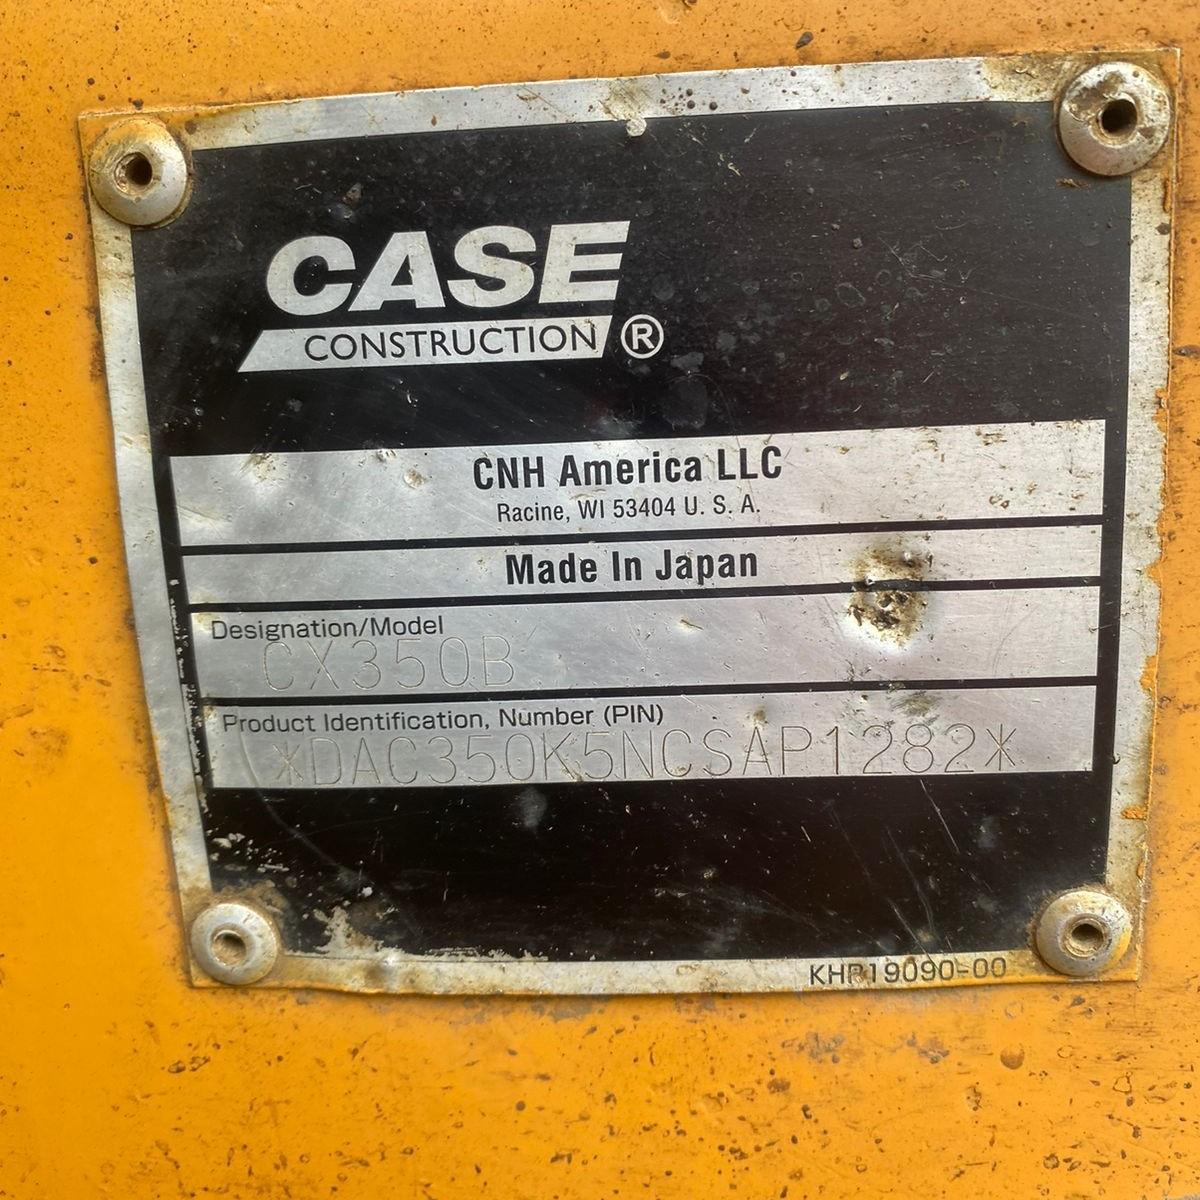 CASE
CONSTRUCTION ®
CNH America LLC
Racine, WI 53404 U. S. A.
Made In Japan
Designation/Model
CX350B
Product Identification, Number (PIN)
*DAC350K5NCSAP1282*
KHP19090-00